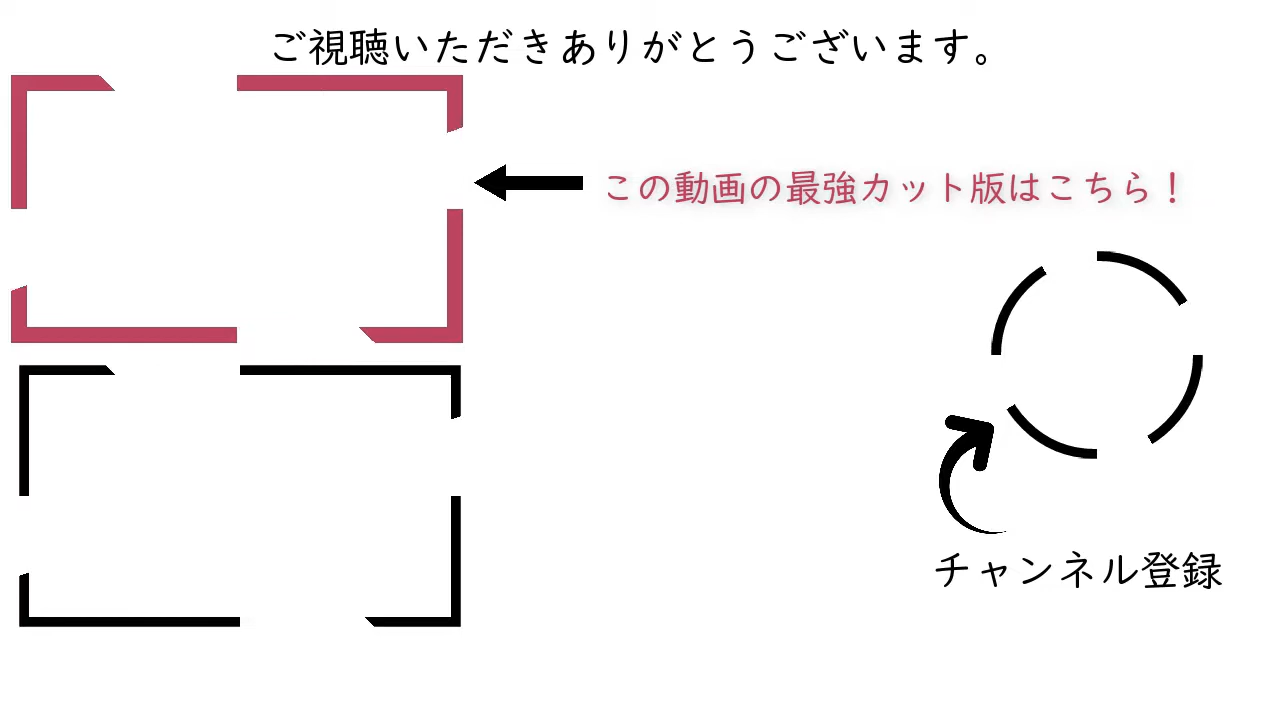 ご視聴いただきありがとうございます。
この動画の最強カット版はこちら！
チャンネル登録